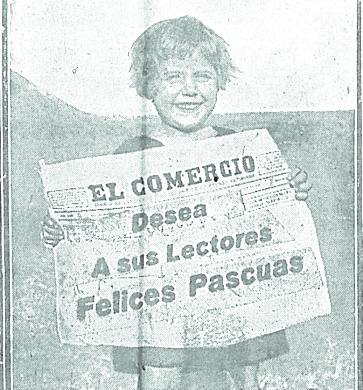 EL COMERCIO
Desea
A sus Lectores
Felices Pascuas